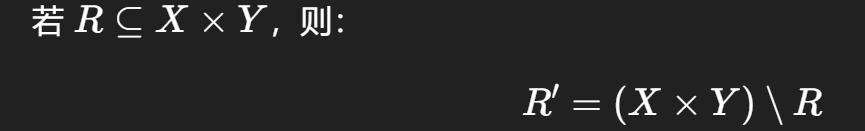 若 R ⊆ X × Y, 则:
R′ = (X × Y) \ R